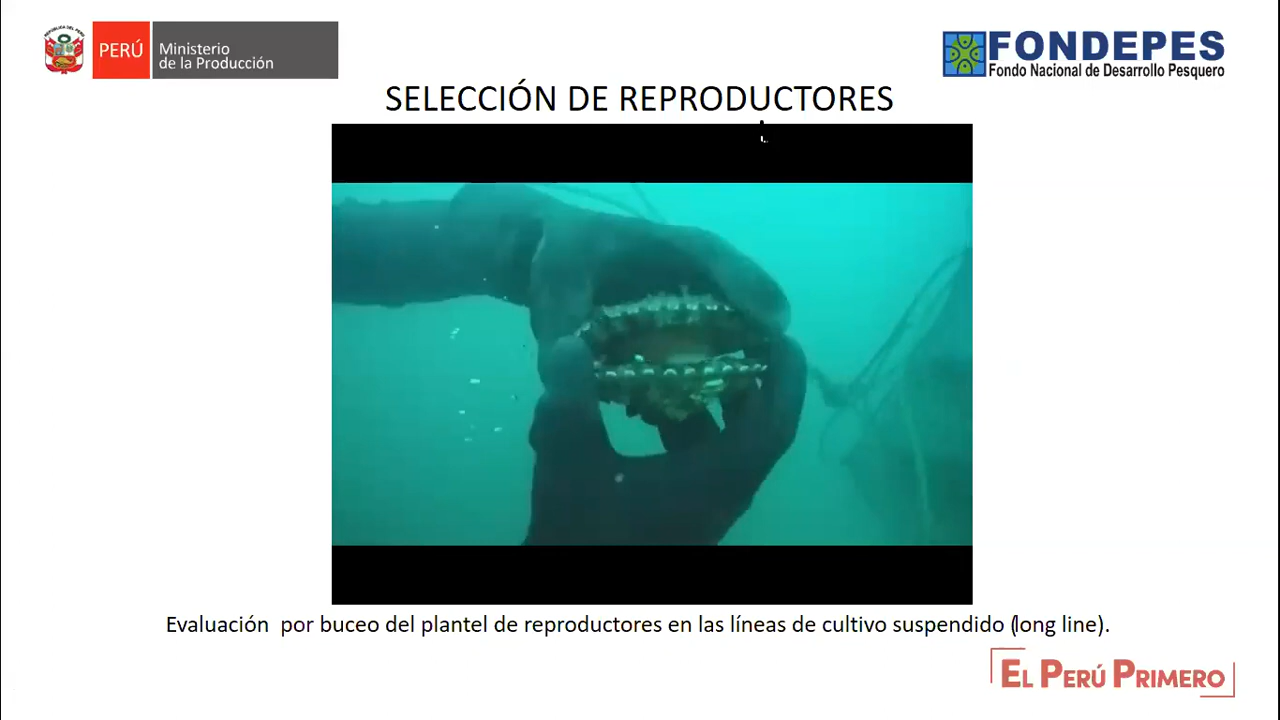 PERÚ
Ministerio
de la Producción
FONDEPES
Fondo Nacional de Desarrollo Pesquero
SELECCIÓN DE REPRODUCTORES
Evaluación por buceo del plantel de reproductores en las líneas de cultivo suspendido (long line).
EL PERÚ PRIMERO